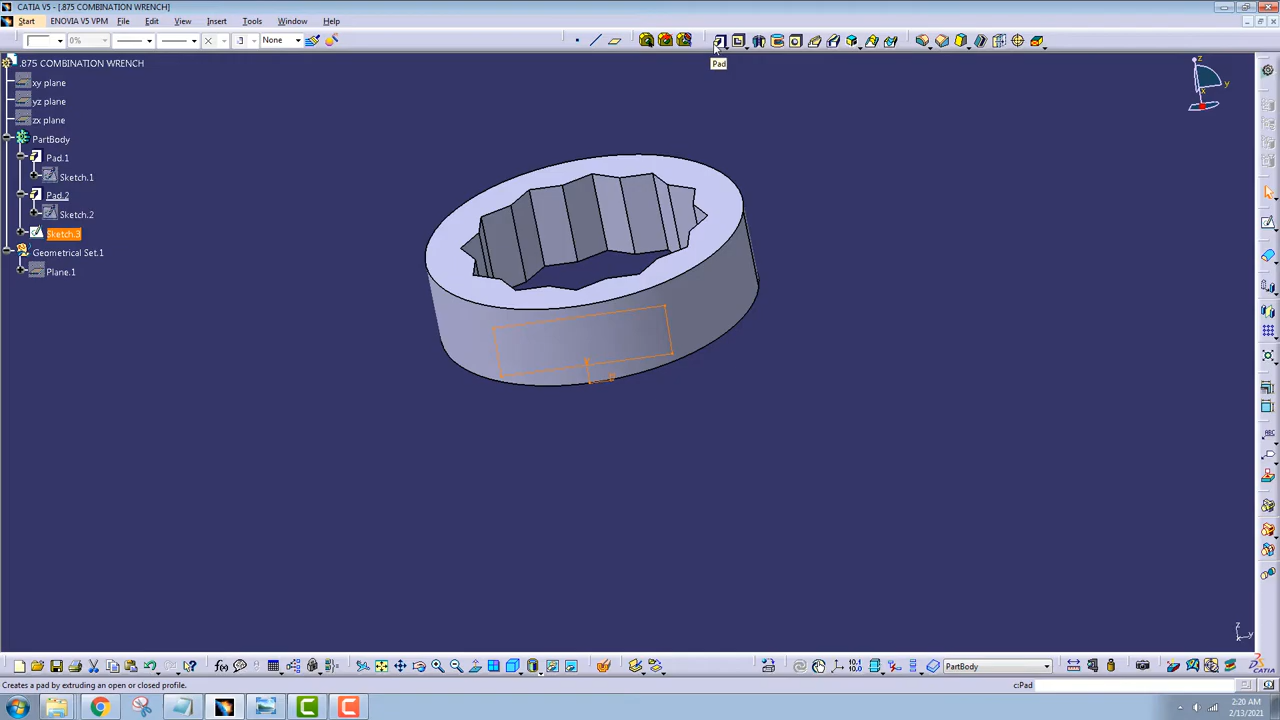 CATIA V5 - [.875 COMBINATION WRENCH]
Start ENOVIA V5 VPM File Edit View Insert Tools Window Help
0% None
Pad
.875 COMBINATION WRENCH
xy plane
yz plane
zx plane
PartBody
Pad.1
Sketch.1
Pad.2
Sketch.2
Sketch.3
Geometrical Set.1
Plane.1
z
y
x
H
z
y
f(x) 10.1 PartBody CATIA
Creates a pad by extruding an open or closed profile. c:Pad
2:20 AM
2/13/2021